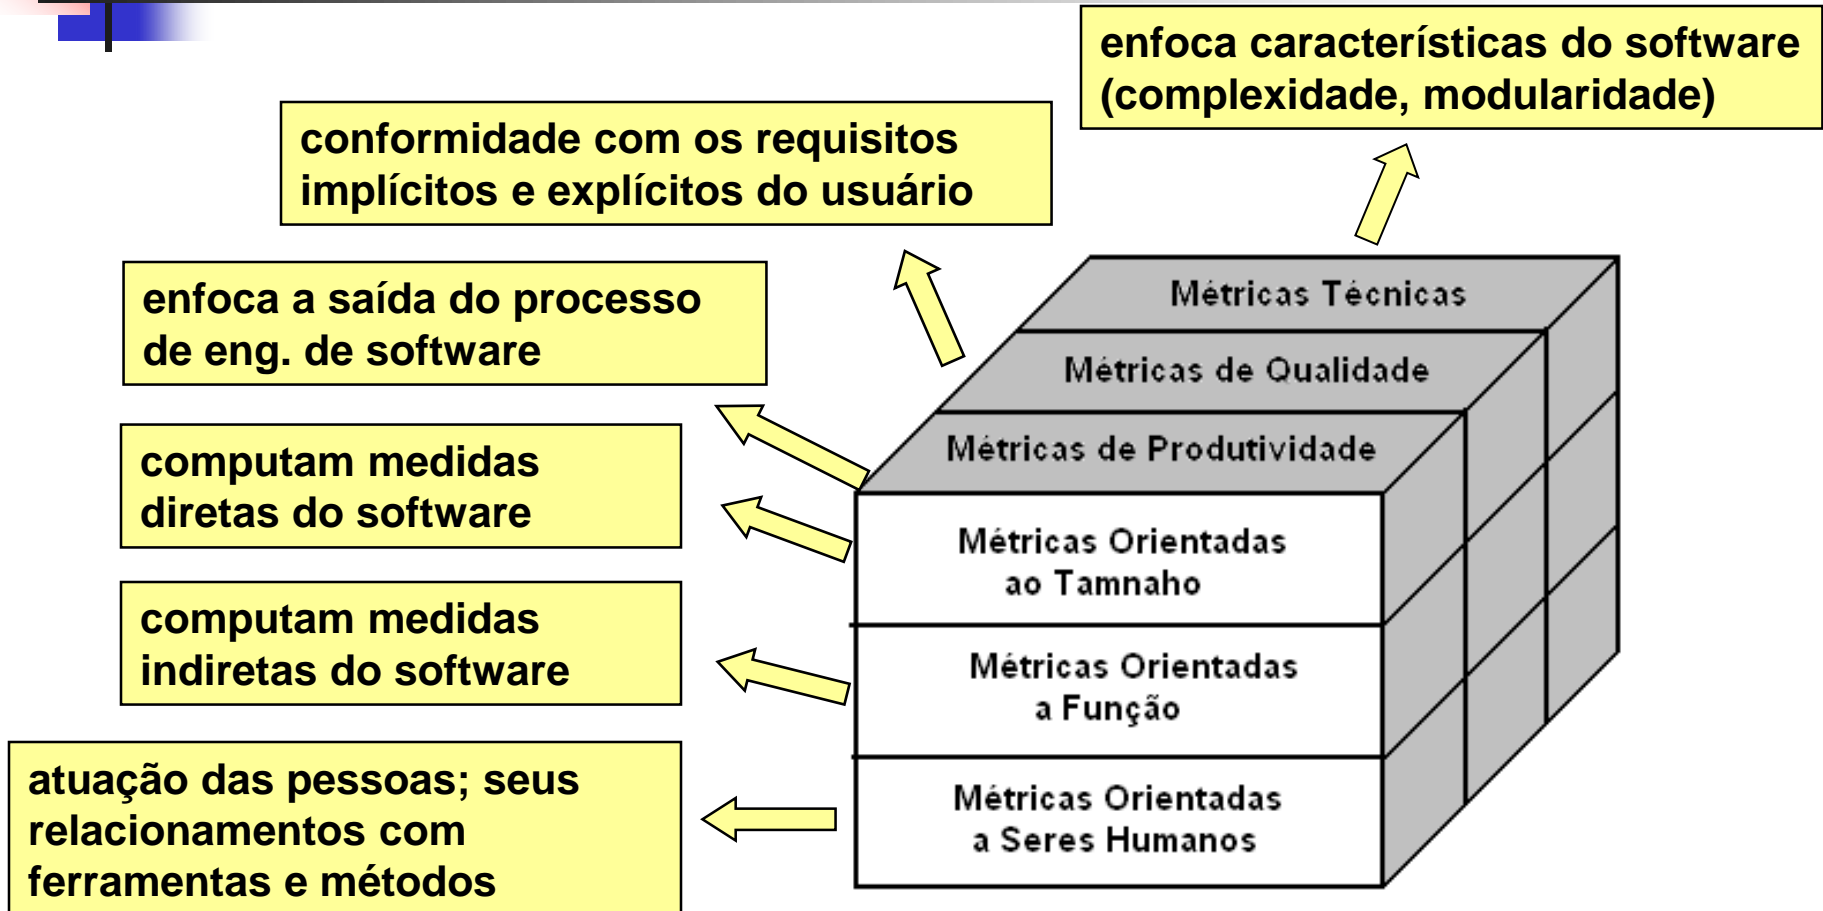 enfoca características do software
(complexidade, modularidade)
conformidade com os requisitos
implícitos e explícitos do usuário
enfoca a saída do processo
de eng. de software
computam medidas
diretas do software
computam medidas
indiretas do software
atuação das pessoas; seus
relacionamentos com
ferramentas e métodos
Métricas Técnicas
Métricas de Qualidade
Métricas de Produtividade
Métricas Orientadas
ao Tamnaho
Métricas Orientadas
a Função
Métricas Orientadas
a Seres Humanos